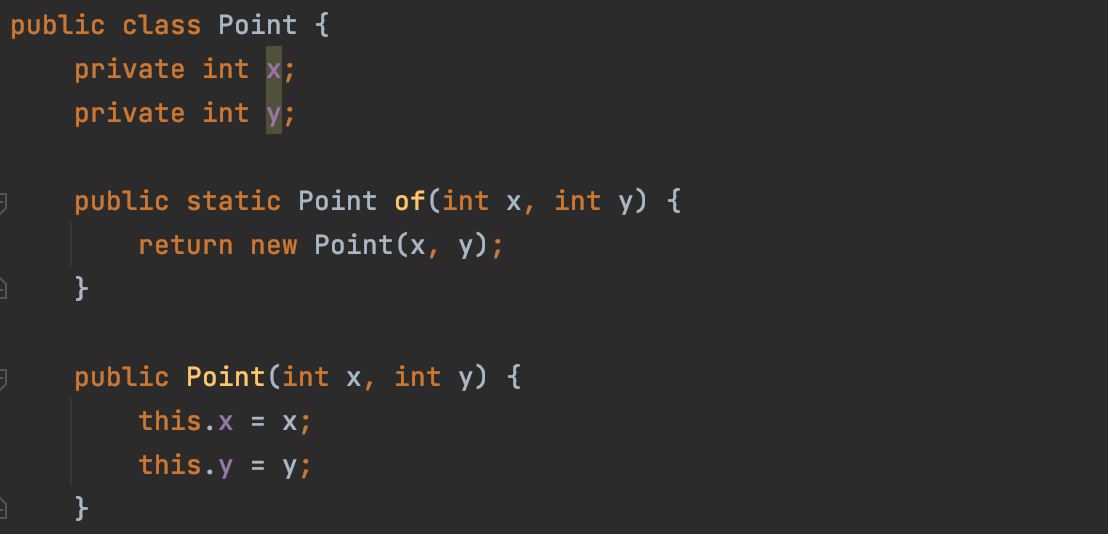 public class Point {
    private int x;
    private int y;

    public static Point of(int x, int y) {
        return new Point(x, y);
    }

    public Point(int x, int y) {
        this.x = x;
        this.y = y;
    }